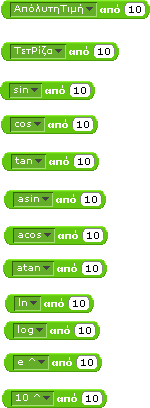 ΑπόλυτηΤιμή από 10
ΤετΡίζα από 10
sin από 10
cos από 10
tan από 10
asin από 10
acos από 10
atan από 10
ln από 10
log από 10
e ^ από 10
10 ^ από 10